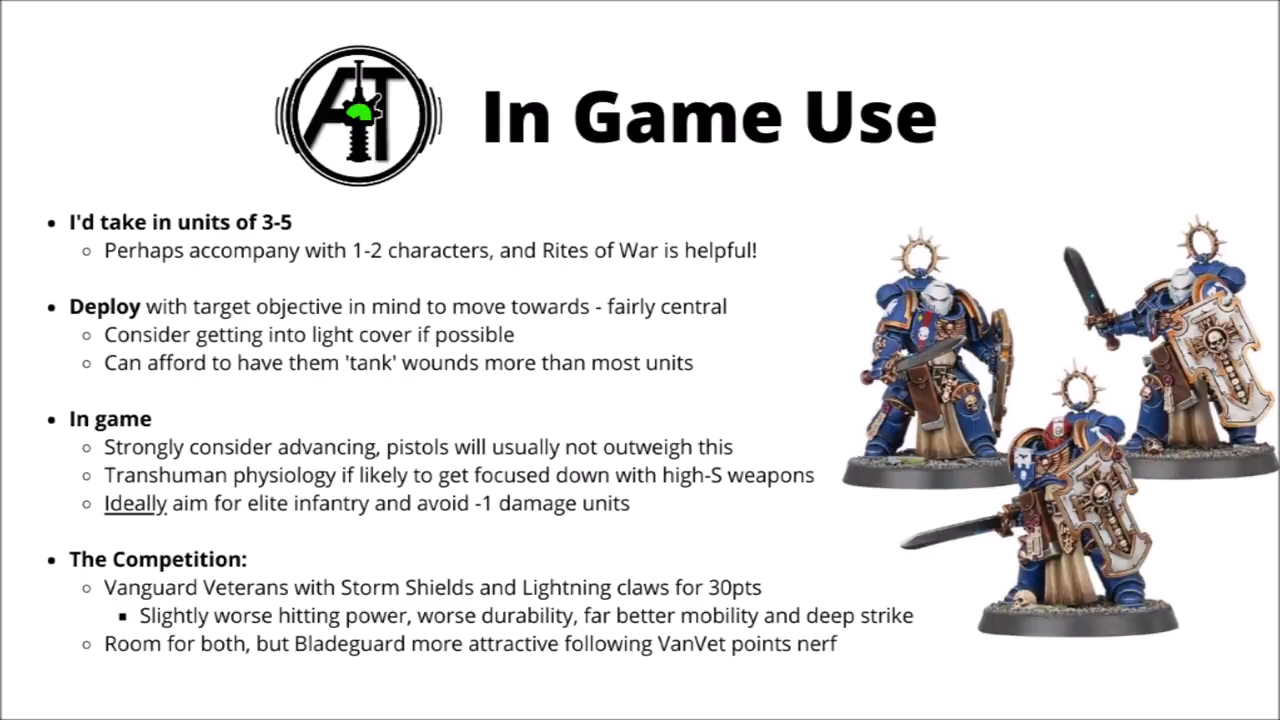 AT
In Game Use
• I'd take in units of 3-5
○ Perhaps accompany with 1-2 characters, and Rites of War is helpful!
• Deploy with target objective in mind to move towards - fairly central
○ Consider getting into light cover if possible
○ Can afford to have them 'tank' wounds more than most units
• In game
○ Strongly consider advancing, pistols will usually not outweigh this
○ Transhuman physiology if likely to get focused down with high-S weapons
○ Ideally aim for elite infantry and avoid -1 damage units
• The Competition:
○ Vanguard Veterans with Storm Shields and Lightning claws for 30pts
▪ Slightly worse hitting power, worse durability, far better mobility and deep strike
○ Room for both, but Bladeguard more attractive following VanVet points nerf